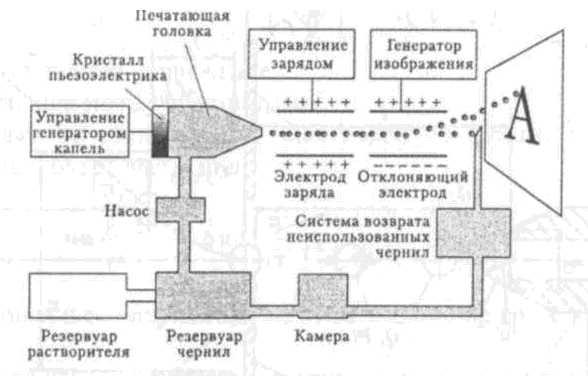 Печатающая
головка
Кристалл
пьезоэлектрика
Управление
зарядом
Генератор
изображения
Управление
генератором
капель
+ + + + +
+ + + + +
A
+ + + + +
– – – – – –
Электрод
заряда
Отклоняющий
электрод
Насос
Система возврата
неиспользованных
чернил
Резервуар
растворителя
Резервуар
чернил
Камера